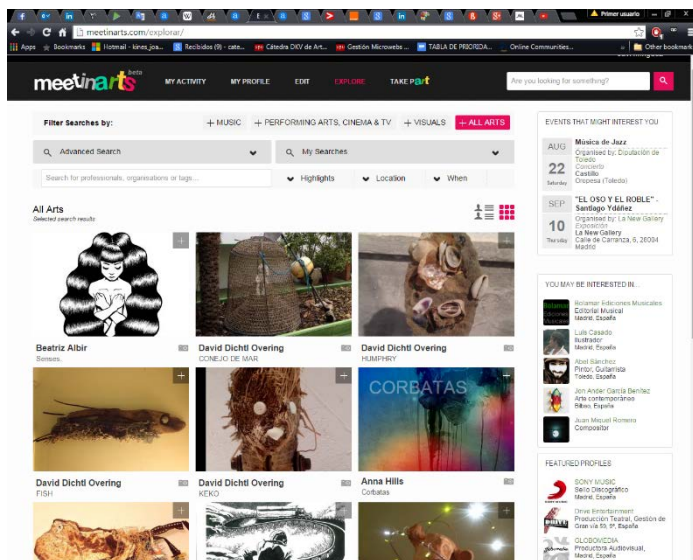 Primer usuario
meetinarts.com/explorar/
Apps Bookmarks Hotmail - kines_joa... Recibidos (9) - cate... Cátedra DKV de Art... Gestión Microwebs ... TABLA DE PRIORIDA... Online Communities... Other bookmarks
meetinarts beta MY ACTIVITY MY PROFILE EDIT EXPLORE TAKE PART Are you looking for something?
Filter Searches by: + MUSIC + PERFORMING ARTS, CINEMA & TV + VISUALS + ALL ARTS
Advanced Search My Searches
Search for professionals, organisations or tags... Highlights Location When
All Arts
Selected search results
Beatriz Albir
Senses.
David Dichtl Overing
CONEJO DE MAR
David Dichtl Overing
HUMPHRY
CORBATAS
David Dichtl Overing
FISH
David Dichtl Overing
KEKO
Anna Hills
Corbatas
EVENTS THAT MIGHT INTEREST YOU
AUG
22
Saturday
Música de Jazz
Organised by: Diputación de
Toledo
Concierto
Castillo
Oropesa (Toledo)
SEP
10
Thursday
"EL OSO Y EL ROBLE" -
Santiago Ydáñez
Organised by: La New Gallery
Exposición
La New Gallery
Calle de Carranza, 6, 28004
Madrid
YOU MAY BE INTERESTED IN...
Botamar Ediciones Musicales
Editorial Musical
Madrid, España
Luis Casado
Ilustrador
Madrid, España
Abel Sánchez
Pintor, Guitarrista
Toledo, España
Jon Ander García Benítez
Arte contemporáneo
Bilbao, España
Juan Miguel Romero
Compositor
FEATURED PROFILES
SONY MUSIC
Sello Discográfico
Madrid, España
Drive Entertainment
Producción Teatral, Gestión de
Gran vía 59, 5º, España
GLOBOMEDIA
Productora Audiovisual,
Madrid, España